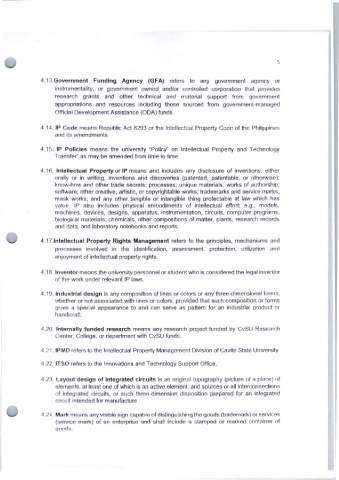 5
4.13.Government Funding Agency (GFA) refers to any government agency or
instrumentality, or government owned and/or controlled corporation that provides
research grants and other technical and material support from government
appropriations and resources including those sourced from government-managed
Official Development Assistance (ODA) funds.
4.14. IP Code means Republic Act 8293 or the Intellectual Property Code of the Philippines
and its amendments.
4.15. IP Policies means the university "Policy" on Intellectual Property and Technology
Transfer" as may be amended from time to time.
4.16. Intellectual Property or IP means and includes any disclosure of inventions, either
orally or in writing; inventions and discoveries (patented, patentable, or otherwise);
know-how and other trade secrets; processes; unique materials; works of authorship;
software; other creative, artistic, or copyrightable works; trademarks and service marks;
mask works; and any other tangible or intangible thing protectable at law which has
value. IP also includes physical embodiments of intellectual effort; e.g., models,
machines, devices, designs, apparatus, instrumentation, circuits, computer programs,
biological materials, chemicals, other compositions of matter, plants, research records
and data, and laboratory notebooks and reports.
4.17.Intellectual Property Rights Management refers to the principles, mechanisms and
processes involved in the identification, assessment, protection, utilization and
enjoyment of intellectual property rights.
4.18. Inventor means the university personnel or student who is considered the legal inventor
of the work under relevant IP laws.
4.19. Industrial design is any composition of lines or colors or any three-dimensional forms,
whether or not associated with lines or colors; provided that such composition or forms
gives a special appearance to and can serve as pattern for an industrial product or
handicraft.
4.20. Internally funded research means any research project funded by CvSU Research
Center, College, or department with CvSU funds.
4.21. IPMD refers to the Intellectual Property Management Division of Cavite State University.
4.22. ITSO refers to the Innovations and Technology Support Office.
4.23. Layout design of integrated circuits is an original topography (picture of a place) of
elements, at least one of which is an active element, and sources or all interconnections
of integrated circuits, or such three-dimension disposition prepared for an integrated
circuit intended for manufacture.
4.24. Mark means any visible sign capable of distinguishing the goods (trademark) or services
(service mark) of an enterprise and shall include a stamped or marked container of
goods.